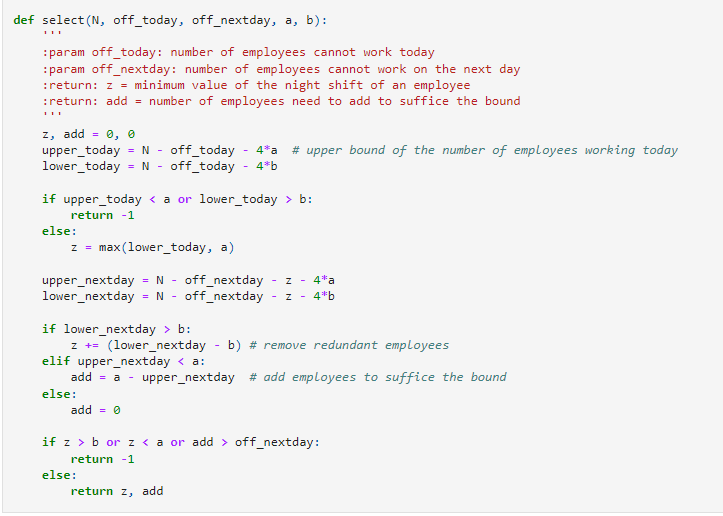 def select(N, off_today, off_nextday, a, b):
    '''
    :param off_today: number of employees cannot work today
    :param off_nextday: number of employees cannot work on the next day
    :return: z = minimum value of the night shift of an employee
    :return: add = number of employees need to add to suffice the bound
    '''
    z, add = 0, 0
    upper_today = N - off_today - 4*a  # upper bound of the number of employees working today
    lower_today = N - off_today - 4*b

    if upper_today < a or lower_today > b:
        return -1
    else:
        z = max(lower_today, a)

    upper_nextday = N - off_nextday - z - 4*a
    lower_nextday = N - off_nextday - z - 4*b

    if lower_nextday > b:
        z += (lower_nextday - b) # remove redundant employees
    elif upper_nextday < a:
        add = a - upper_nextday  # add employees to suffice the bound
    else:
        add = 0

    if z > b or z < a or add > off_nextday:
        return -1
    else:
        return z, add